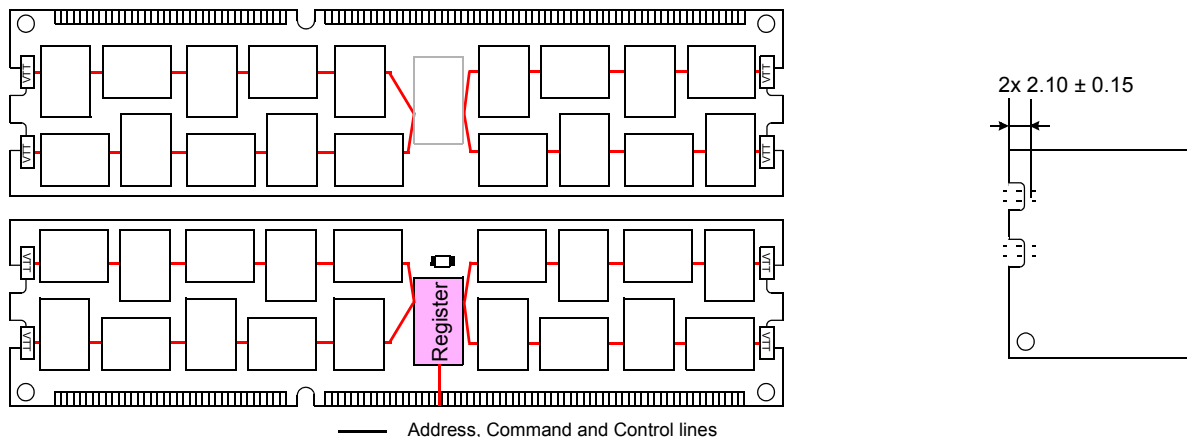 VTT
VTT
VTT
VTT
2x 2.10 ± 0.15
VTT
VTT
VTT
VTT
Register
Address, Command and Control lines